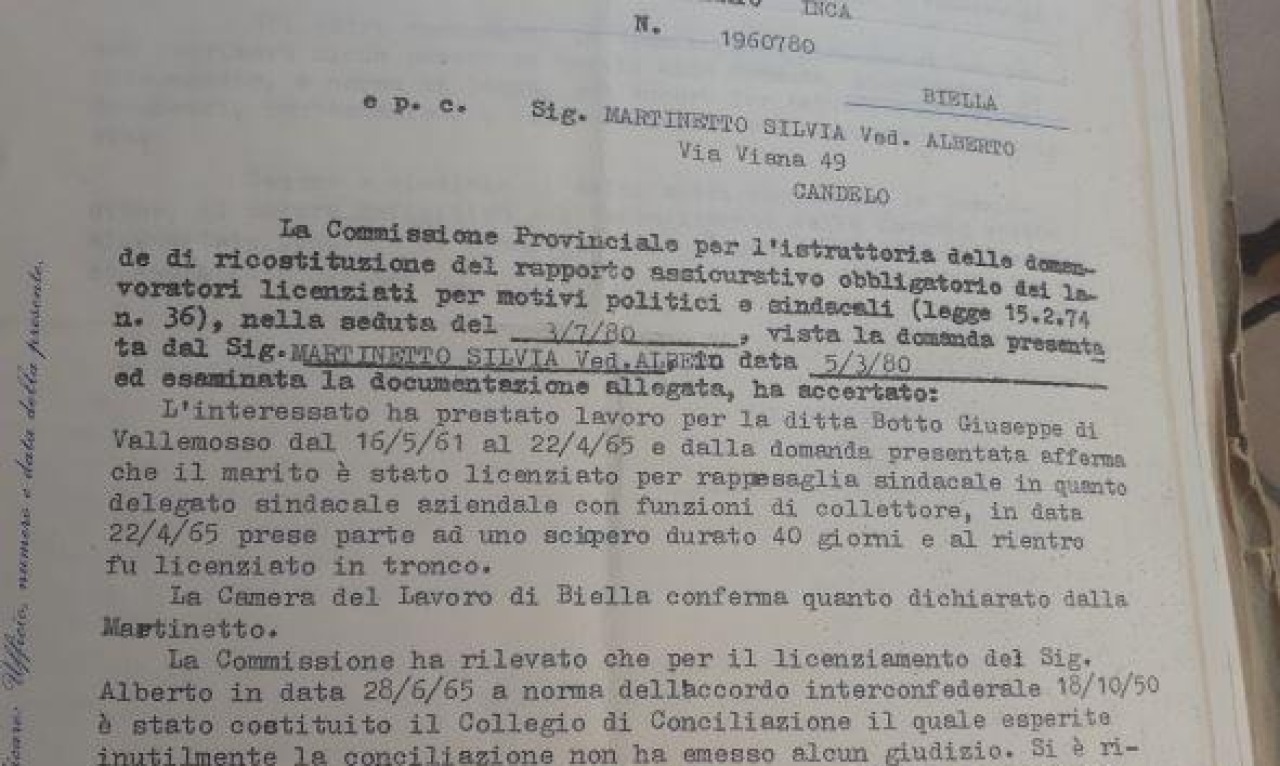 INCA
N. 1960780
BIELLA
e p. c. Sig. MARTINETTO SILVIA Ved. ALBERTO
Via Viana 49
CANDELO
La Commissione Provinciale per l'istruttoria delle doman-
de di ricostituzione del rapporto assicurativo obbligatorio dei la-
voratori licenziati per motivi politici e sindacali (legge 15.2.74
n. 36), nella seduta del 3/7/80, vista la domanda presenta
ta dal Sig. MARTINETTO SILVIA Ved. in data 5/3/80
ed esaminata la documentazione allegata, ha accertato:
L'interessato ha prestato lavoro per la ditta Botto Giuseppe di
Vallemosso dal 16/5/61 al 22/4/65 e dalla domanda presentata afferma
che il marito è stato licenziato per rappesaglia sindacale in quanto
delegato sindacale aziendale con funzioni di collettore, in data
22/4/65 prese parte ad uno scipero durato 40 giorni e al rientro
fu licenziato in tronco.
La Camera del Lavoro di Biella conferma quanto dichiarato dalla
Martinetto.
La Commissione ha rilevato che per il licenziamento del Sig.
Alberto in data 28/6/65 a norma dell'accordo interconfederale 18/10/50
è stato costituito il Collegio di Conciliazione il quale esperite
inutilmente la conciliazione non ha emesso alcun giudizio. Si è ri-
Ufficio, numero e data della presente.